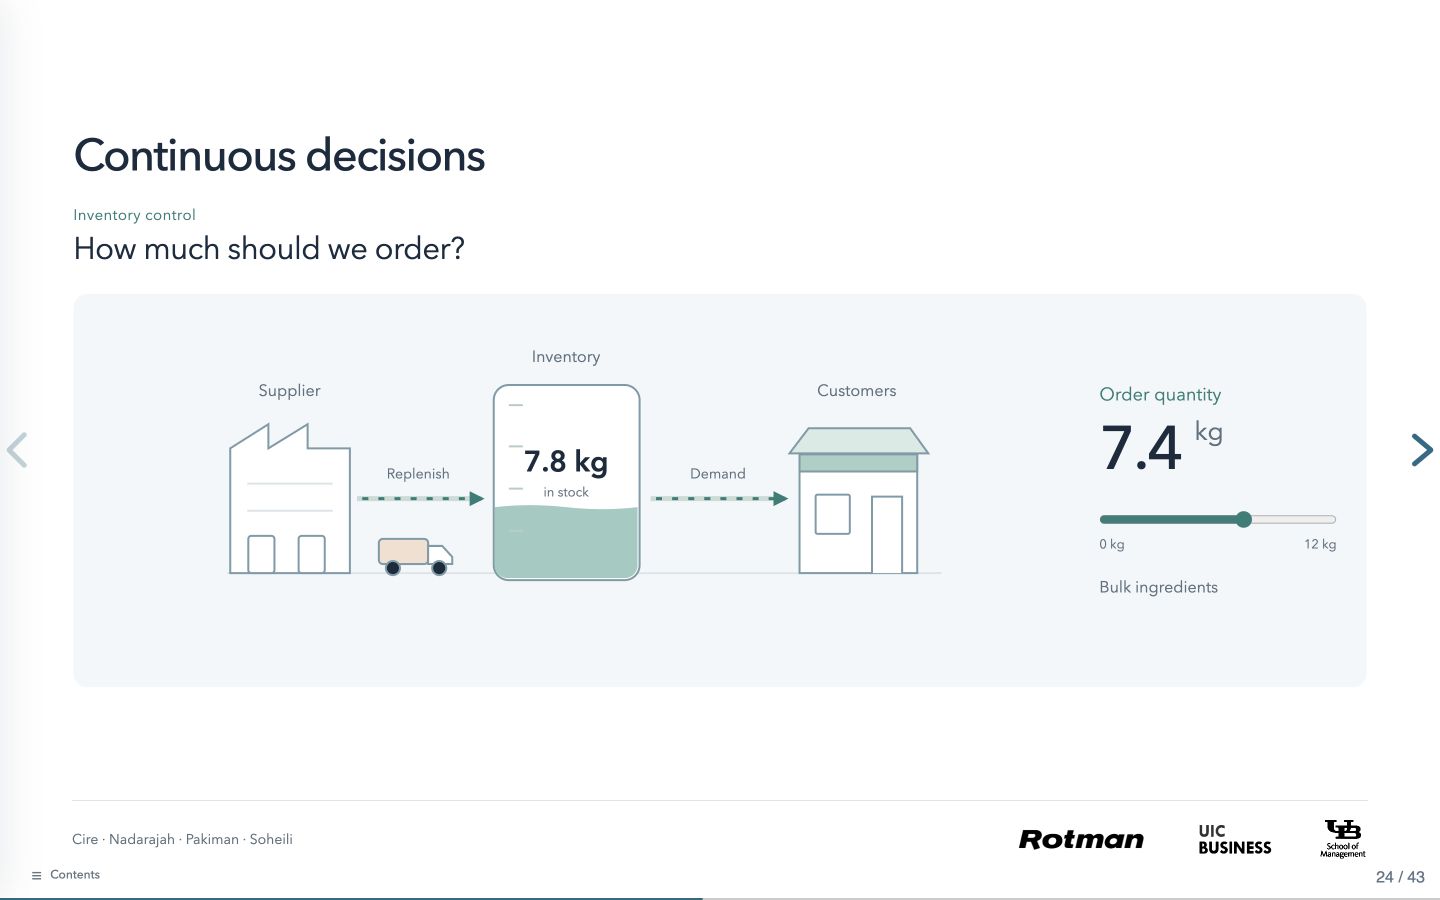 Continuous decisions
Inventory control
How much should we order?
Inventory
Supplier
Customers
7.8 kg
in stock
Replenish
Demand
Order quantity
7.4 kg
0 kg
12 kg
Bulk ingredients
Cire · Nadarajah · Pakiman · Soheili
Rotman
UIC
BUSINESS
UB
School of
Management
Contents
24 / 43